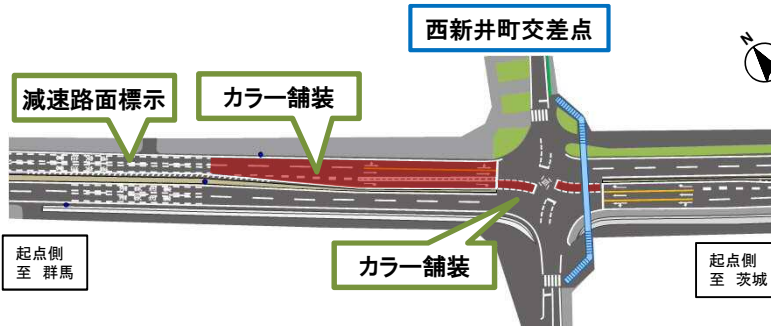 西新井町交差点
N
減速路面標示
カラー舗装
カラー舗装
起点側
至 群馬
起点側
至 茨城